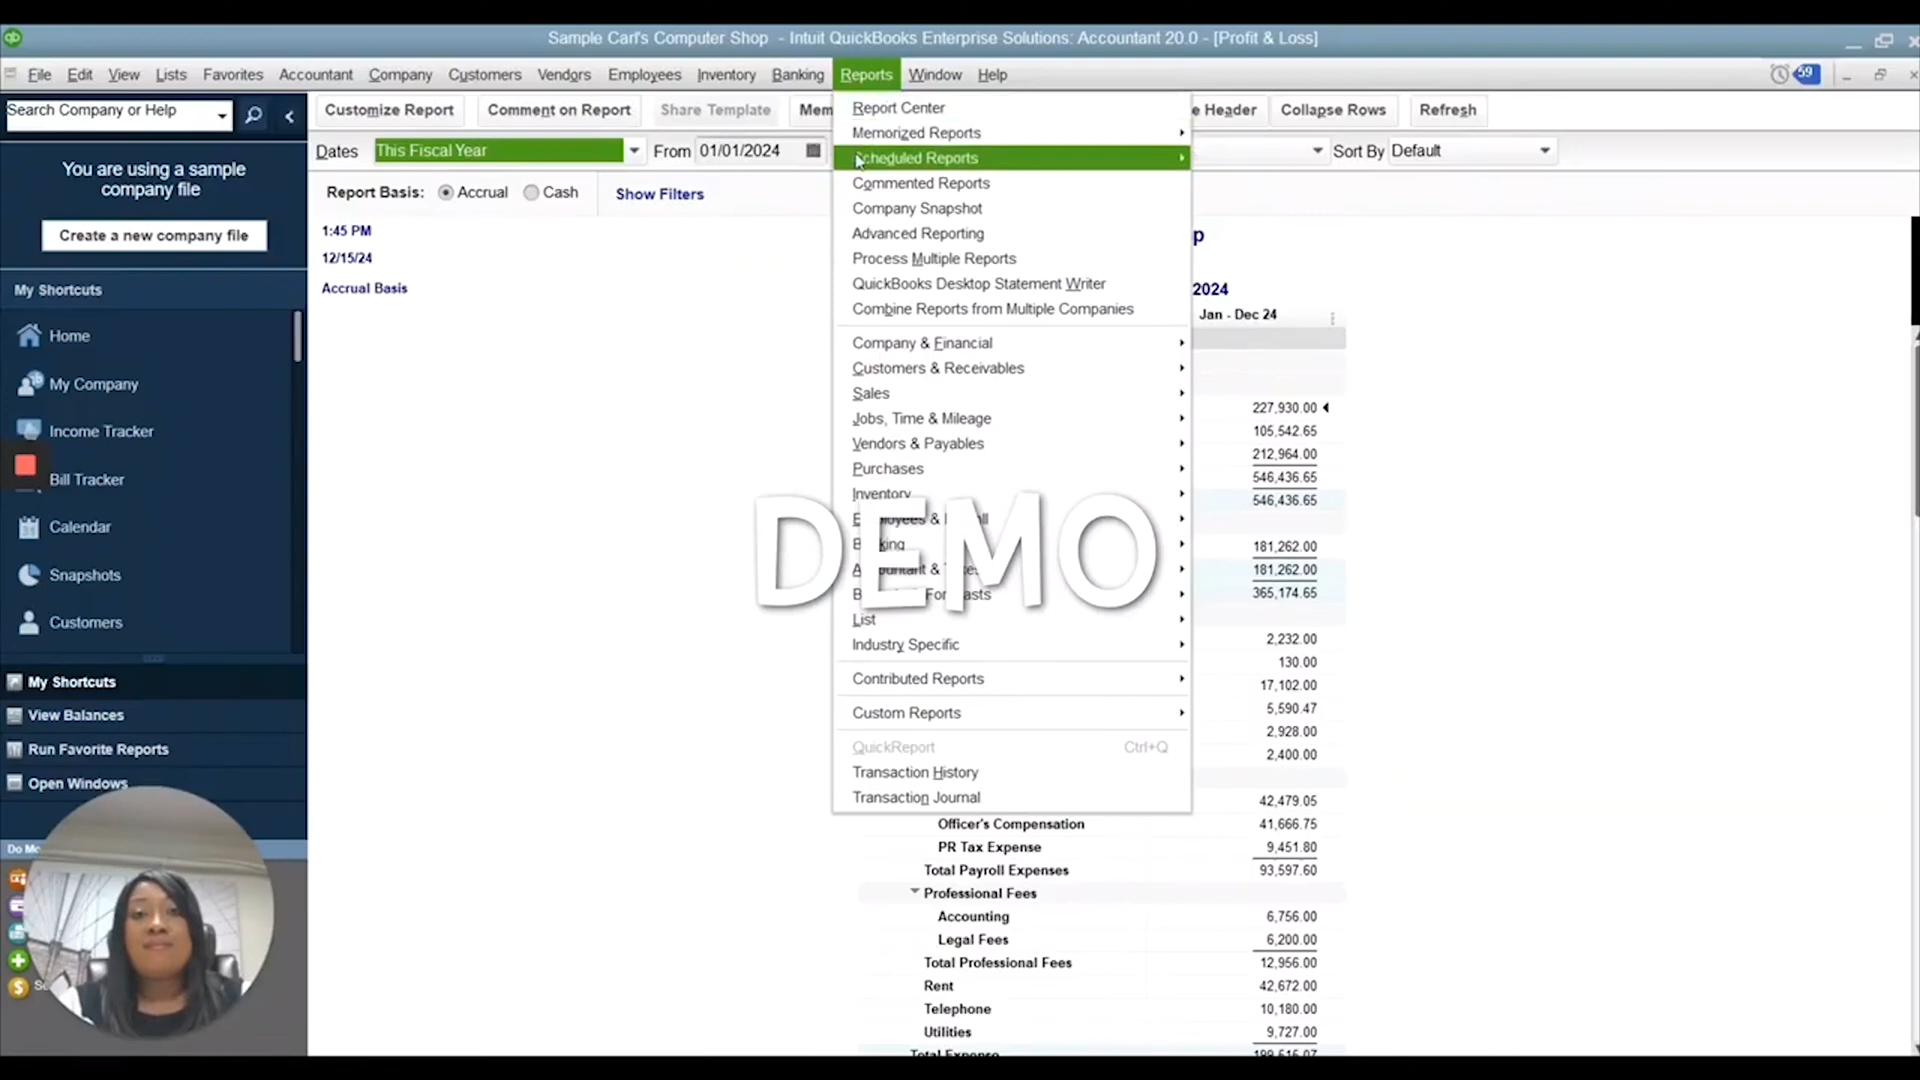 Sample Carl's Computer Shop - Intuit QuickBooks Enterprise Solutions: Accountant 20.0 - [Profit & Loss]
File Edit View Lists Favorites Accountant Company Customers Vendors Employees Inventory Banking Reports Window Help
59
Search Company or Help
Customize Report Comment on Report Share Template Mem
e Header Collapse Rows Refresh
Dates This Fiscal Year From 01/01/2024
Sort By Default
Report Basis: Accrual Cash Show Filters
You are using a sample
company file
Create a new company file
My Shortcuts
Home
My Company
Income Tracker
Bill Tracker
Calendar
Snapshots
Customers
My Shortcuts
View Balances
Run Favorite Reports
Open Windows
Do Mo
1:45 PM
12/15/24
Accrual Basis
Report Center
Memorized Reports
Scheduled Reports
Commented Reports
Company Snapshot
Advanced Reporting
Process Multiple Reports
QuickBooks Desktop Statement Writer
Combine Reports from Multiple Companies
Company & Financial
Customers & Receivables
Sales
Jobs, Time & Mileage
Vendors & Payables
Purchases
Inventory
DEMO
List
Industry Specific
Contributed Reports
Custom Reports
QuickReport Ctrl+Q
Transaction History
Transaction Journal
p
2024
Jan - Dec 24
227,930.00
105,542.65
212,964.00
546,436.65
546,436.65
181,262.00
181,262.00
365,174.65
2,232.00
130.00
17,102.00
5,590.47
2,928.00
2,400.00
42,479.05
Officer's Compensation 41,666.75
PR Tax Expense 9,451.80
Total Payroll Expenses 93,597.60
Professional Fees
Accounting 6,756.00
Legal Fees 6,200.00
Total Professional Fees 12,956.00
Rent 42,672.00
Telephone 10,180.00
Utilities 9,727.00
Total Expense 199,616.07